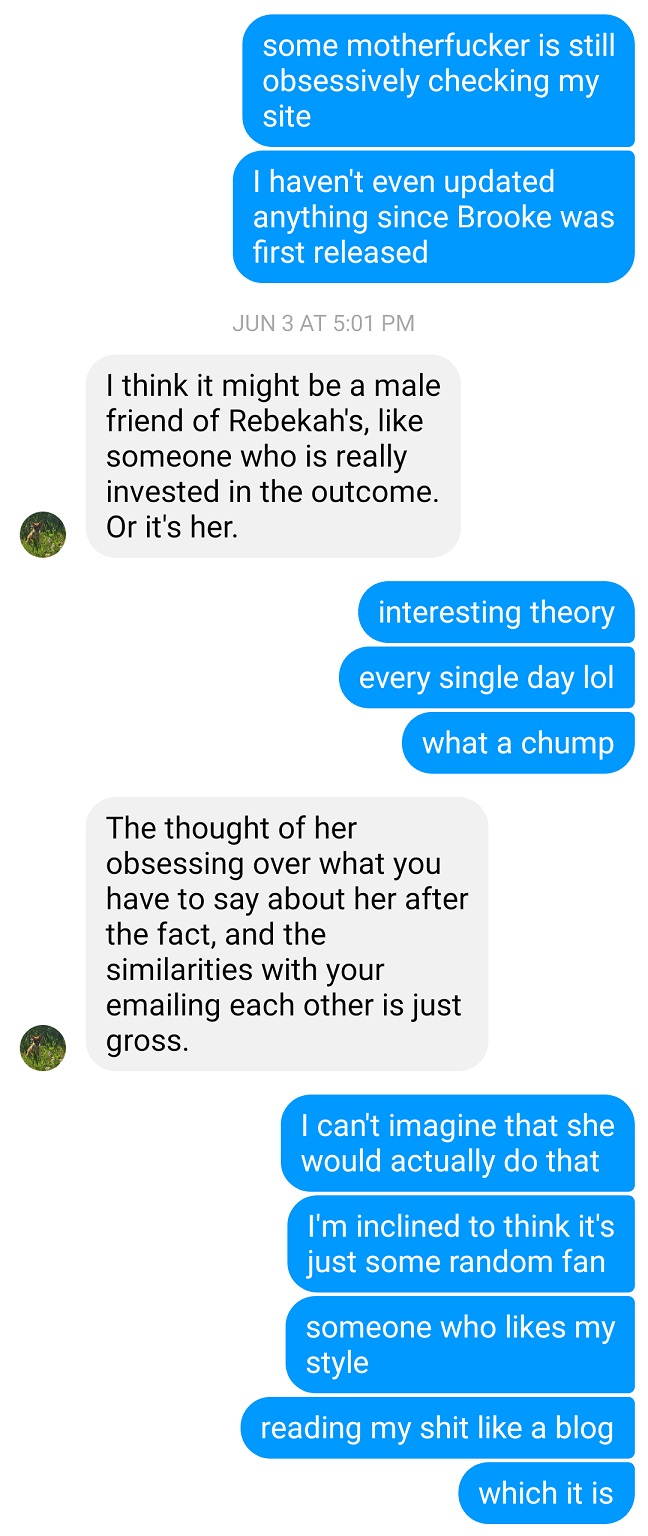 some motherfucker is still
obsessively checking my
site
I haven't even updated
anything since Brooke was
first released
JUN 3 AT 5:01 PM
I think it might be a male
friend of Rebekah's, like
someone who is really
invested in the outcome.
Or it's her.
interesting theory
every single day lol
what a chump
The thought of her
obsessing over what you
have to say about her after
the fact, and the
similarities with your
emailing each other is just
gross.
I can't imagine that she
would actually do that
I'm inclined to think it's
just some random fan
someone who likes my
style
reading my shit like a blog
which it is